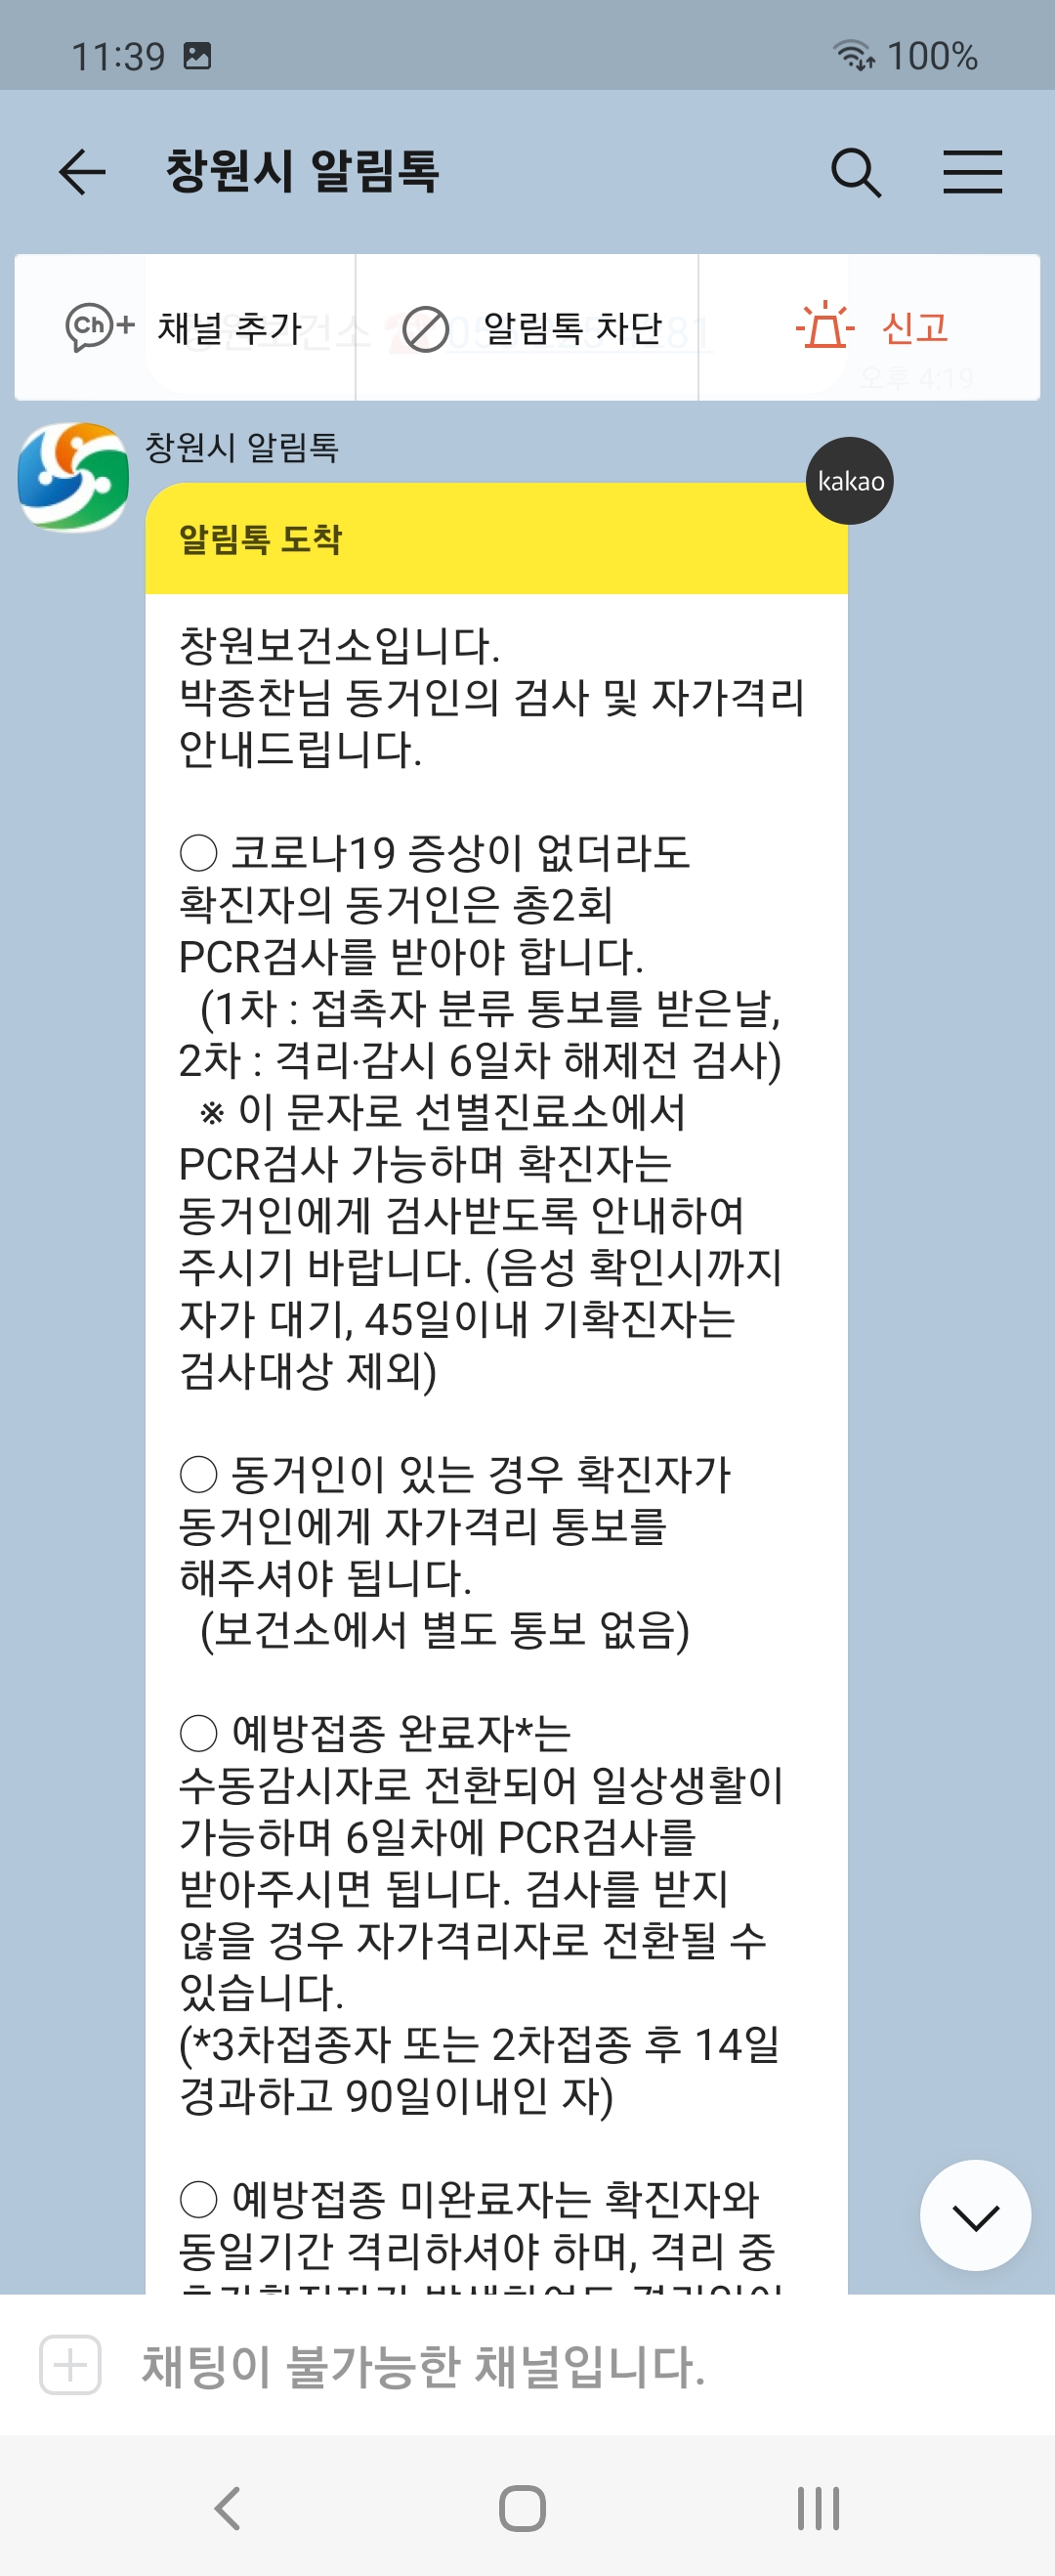 11:39
100%
창원시 알림톡
Ch+ 채널 추가
알림톡 차단
신고
오후 4:19
창원시 알림톡
kakao
알림톡 도착
창원보건소입니다.
박종찬님 동거인의 검사 및 자가격리
안내드립니다.
○ 코로나19 증상이 없더라도
확진자의 동거인은 총2회
PCR검사를 받아야 합니다.
(1차 : 접촉자 분류 통보를 받은날,
2차 : 격리·감시 6일차 해제전 검사)
※ 이 문자로 선별진료소에서
PCR검사 가능하며 확진자는
동거인에게 검사받도록 안내하여
주시기 바랍니다. (음성 확인시까지
자가 대기, 45일이내 기확진자는
검사대상 제외)
○ 동거인이 있는 경우 확진자가
동거인에게 자가격리 통보를
해주셔야 됩니다.
(보건소에서 별도 통보 없음)
○ 예방접종 완료자*는
수동감시자로 전환되어 일상생활이
가능하며 6일차에 PCR검사를
받아주시면 됩니다. 검사를 받지
않을 경우 자가격리자로 전환될 수
있습니다.
(*3차접종자 또는 2차접종 후 14일
경과하고 90일이내인 자)
○ 예방접종 미완료자는 확진자와
동일기간 격리하셔야 하며, 격리 중
채팅이 불가능한 채널입니다.